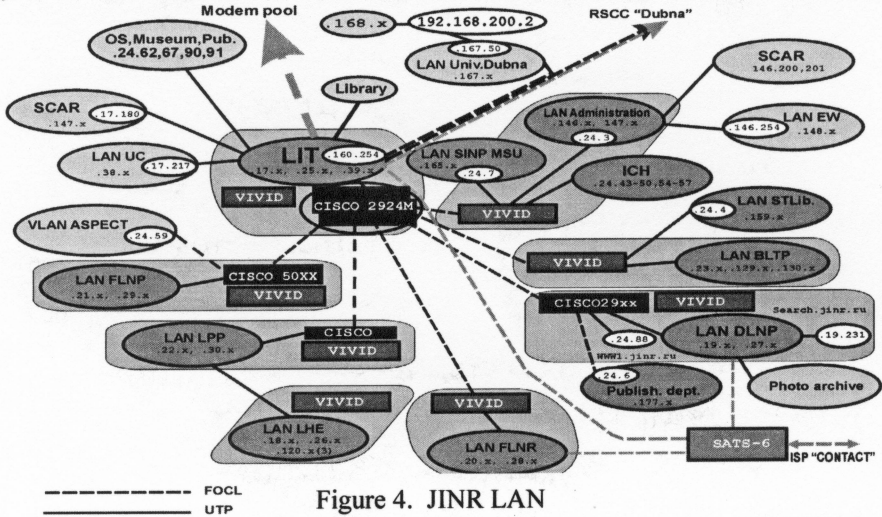 Modem pool
OS,Museum,Pub.
.24.62,67,90,91
.168.x
192.168.200.2
.167.50
LAN Univ.Dubna
.167.x
RSCC “Dubna”
SCAR
.147.x
.17.180
Library
LIT
.160.254
.17.x, .25.x, .39.x
LAN UC
.38.x
.17.217
VIVID
CISCO 2924M
LAN SINP MSU
.165.x
.24.7
LAN Administration
.146.x, 147.x
.24.3
SCAR
146.200,201
LAN EW
.148.x
.146.254
ICH
.24.43-50,54-57
VIVID
VLAN ASPECT
.24.59
LAN FLNP
.21.x, .29.x
CISCO 50XX
VIVID
LAN STLib.
.159.x
.24.4
VIVID
LAN BLTP
.23.x, .129.x, .130.x
CISCO29xx
VIVID
Search.jinr.ru
LAN DLNP
.19.x, .27.x
.19.231
.24.88
WWW1.jinr.ru
LAN LPP
.22.x, .30.x
CISCO
VIVID
.24.6
Publish. dept.
.177.x
Photo archive
VIVID
LAN LHE
.18.x, .26.x
.120.x(3)
VIVID
LAN FLNR
.20.x, .28.x
SATS-6
ISP “CONTACT”
FOCL
UTP
Figure 4. JINR LAN